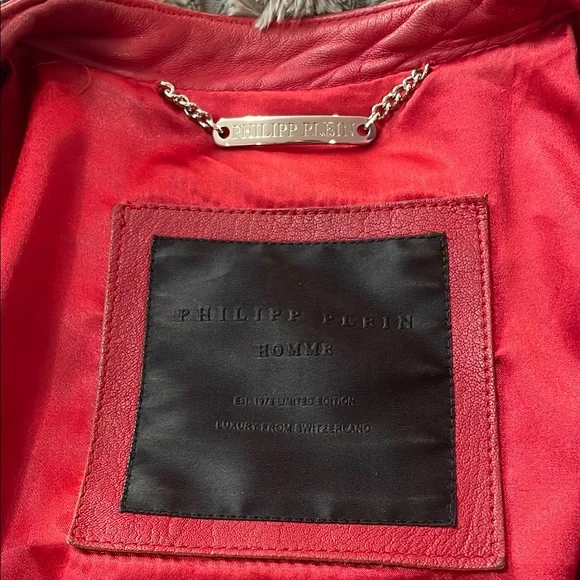 PHILIPP PLEIN
PHILIPP PLEIN
HOMME
EST. 1978 LIMITED EDITION
LUXURY FROM SWITZERLAND